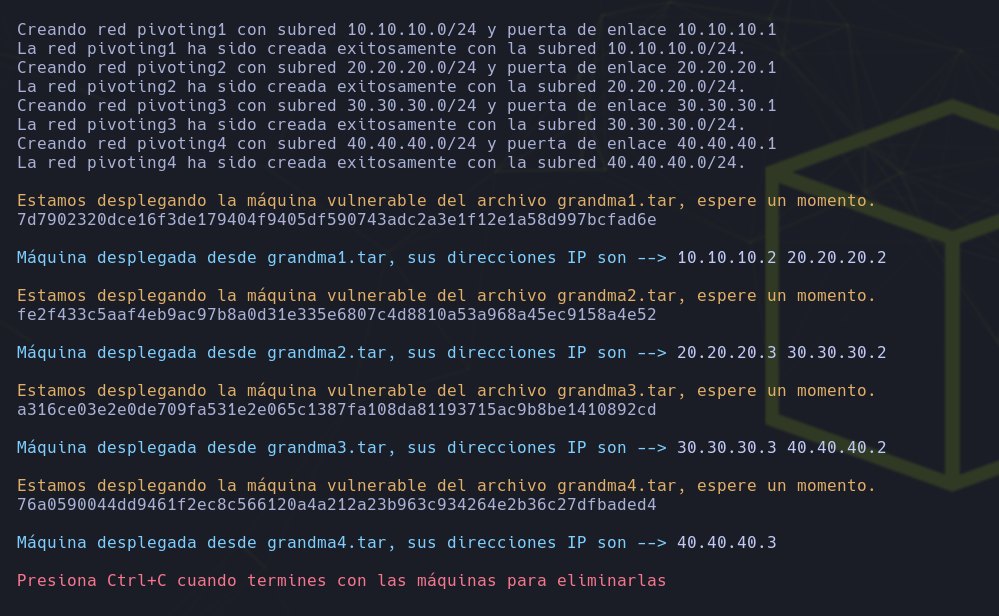 Creando red pivoting1 con subred 10.10.10.0/24 y puerta de enlace 10.10.10.1
La red pivoting1 ha sido creada exitosamente con la subred 10.10.10.0/24.
Creando red pivoting2 con subred 20.20.20.0/24 y puerta de enlace 20.20.20.1
La red pivoting2 ha sido creada exitosamente con la subred 20.20.20.0/24.
Creando red pivoting3 con subred 30.30.30.0/24 y puerta de enlace 30.30.30.1
La red pivoting3 ha sido creada exitosamente con la subred 30.30.30.0/24.
Creando red pivoting4 con subred 40.40.40.0/24 y puerta de enlace 40.40.40.1
La red pivoting4 ha sido creada exitosamente con la subred 40.40.40.0/24.
Estamos desplegando la máquina vulnerable del archivo grandma1.tar, espere un momento.
7d7902320dce16f3de179404f9405df590743adc2a3e1f12e1a58d997bcfad6e
Máquina desplegada desde grandma1.tar, sus direcciones IP son --> 10.10.10.2 20.20.20.2
Estamos desplegando la máquina vulnerable del archivo grandma2.tar, espere un momento.
fe2f433c5aaf4eb9ac97b8a0d31e335e6807c4d8810a53a968a45ec9158a4e52
Máquina desplegada desde grandma2.tar, sus direcciones IP son --> 20.20.20.3 30.30.30.2
Estamos desplegando la máquina vulnerable del archivo grandma3.tar, espere un momento.
a316ce03e2e0de709fa531e2e065c1387fa108da81193715ac9b8be1410892cd
Máquina desplegada desde grandma3.tar, sus direcciones IP son --> 30.30.30.3 40.40.40.2
Estamos desplegando la máquina vulnerable del archivo grandma4.tar, espere un momento.
76a0590044dd9461f2ec8c566120a4a212a23b963c934264e2b36c27dfbaded4
Máquina desplegada desde grandma4.tar, sus direcciones IP son --> 40.40.40.3
Presiona Ctrl+C cuando termines con las máquinas para eliminarlas